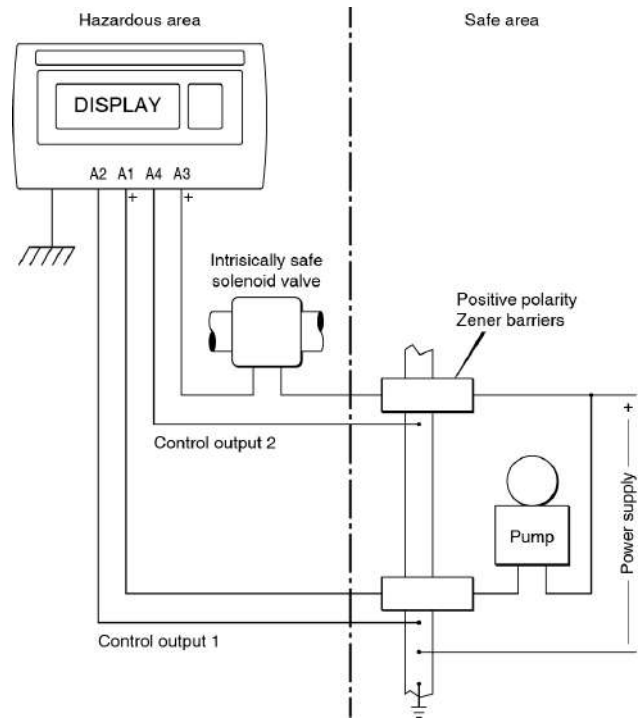 Hazardous area
Safe area
DISPLAY
A2 A1 A4 A3
+ +
Intrisically safe
solenoid valve
Positive polarity
Zener barriers
+
Control output 2
Power supply
Pump
Control output 1